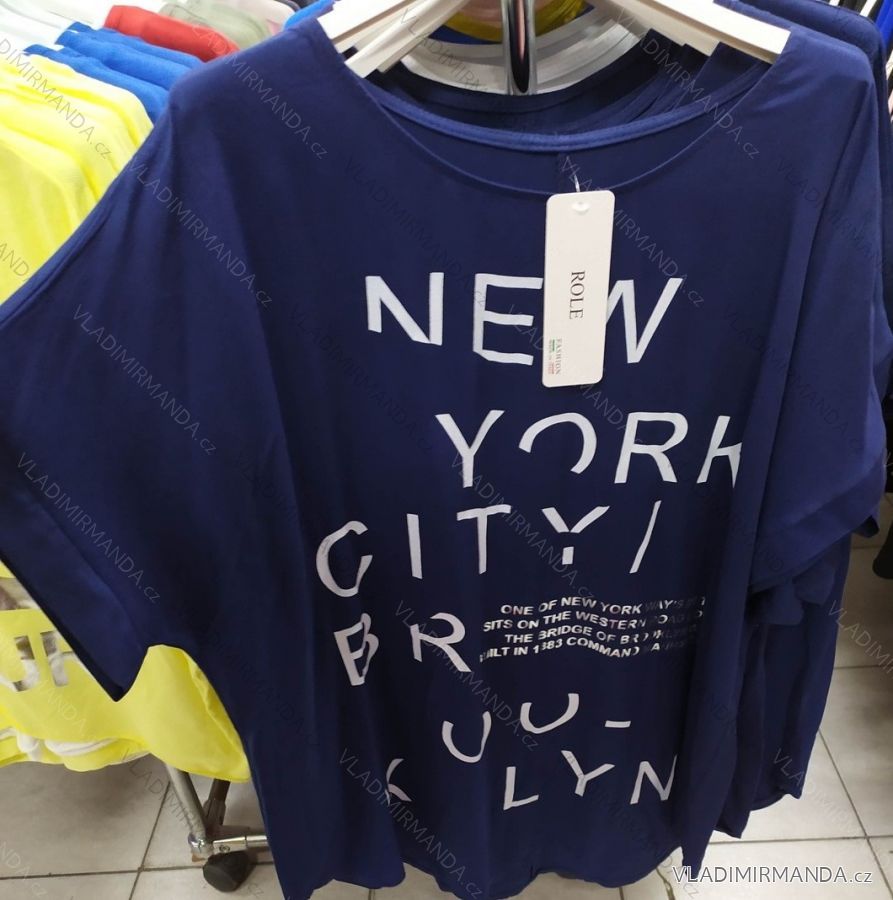 NEW
ROLE
FASHION
YORK
CITY/
ONE OF NEW YORK
SITS ON THE WESTERN
THE BRIDGE OF
BUILT IN 1883
BR
OO-
KLYN
VLADIMIRMANDA.cz